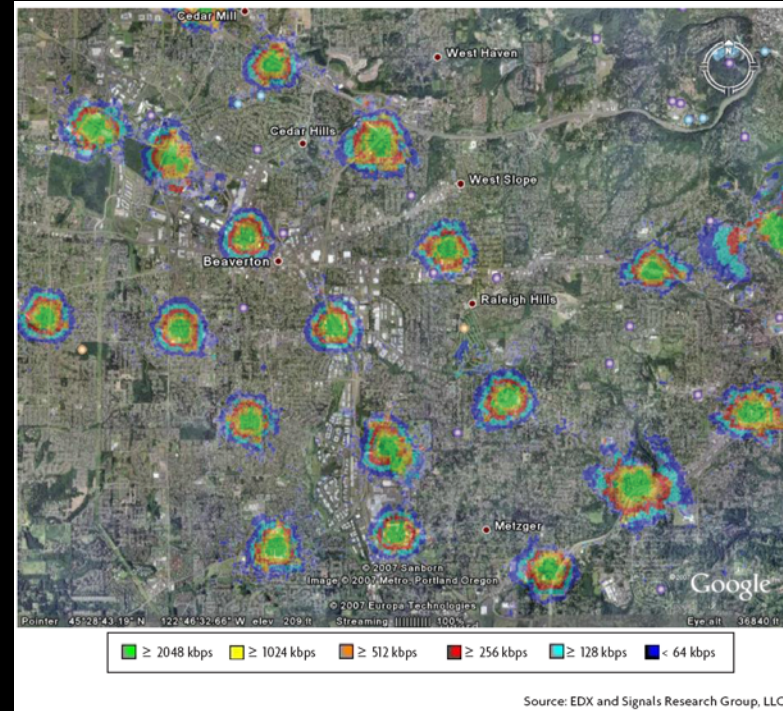 Cedar Mill
West Haven
N
Cedar Hills
West Slope
Beaverton
Raleigh Hills
Metzger
© 2007 Sanborn
Image © 2007 Metro, Portland Oregon
© 2007 Europa Technologies
Google
Pointer 45°28'43.19" N 122°46'32.66" W elev 209 ft Streaming |||||||||| 100% Eye alt 36840 ft
≥ 2048 kbps ≥ 1024 kbps ≥ 512 kbps ≥ 256 kbps ≥ 128 kbps < 64 kbps
Source: EDX and Signals Research Group, LLC